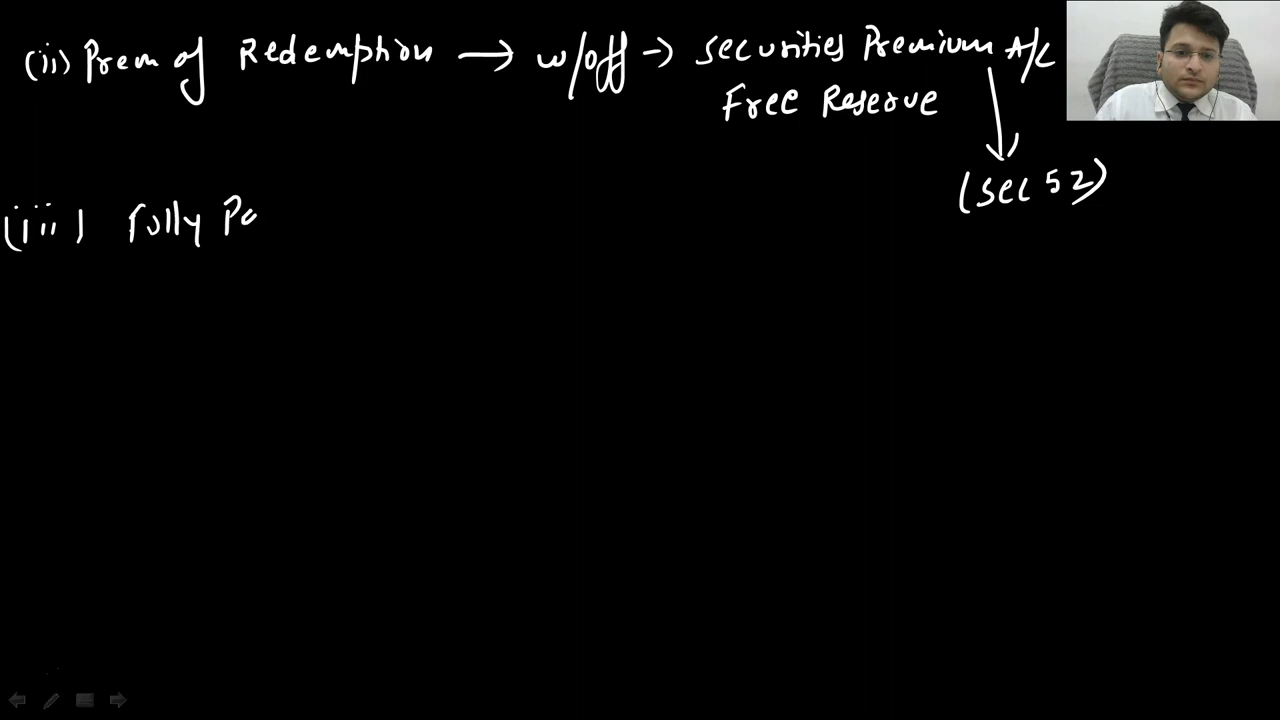 (ii) Prem of Redemption → w/off → Securities Premium A/C
Free Reserve
(Sec 52)
(iii) Fully Pa